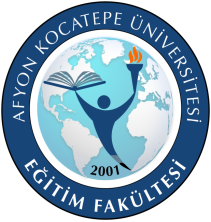 AFYON KOCATEPE ÜNİVERSİTESİ
2001
EĞİTİM FAKÜLTESİ